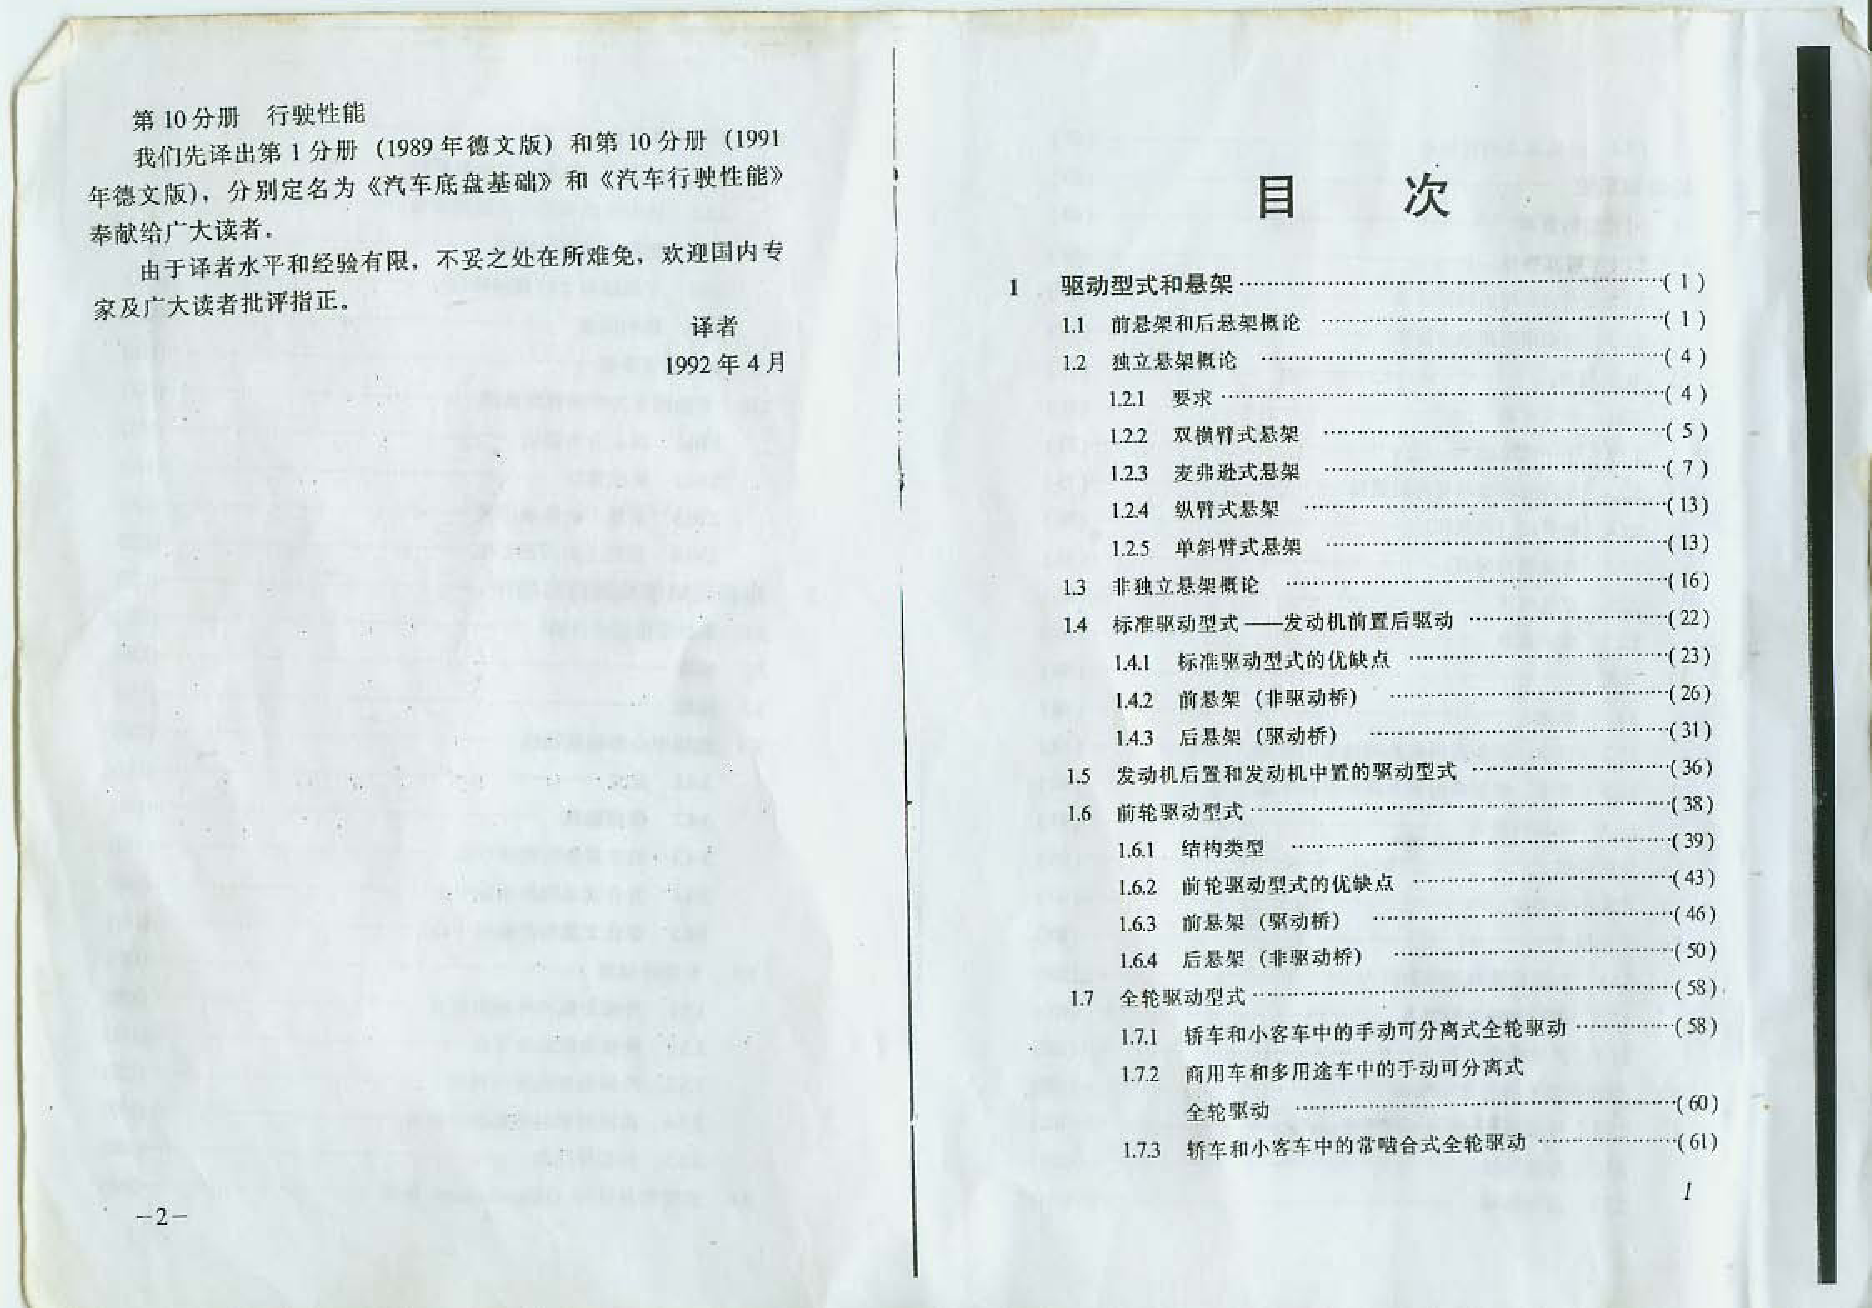 第10分册　行驶性能
我们先译出第1分册（1989年德文版）和第10分册（1991
年德文版），分别定名为《汽车底盘基础》和《汽车行驶性能》
奉献给广大读者。
由于译者水平和经验有限，不妥之处在所难免，欢迎国内专
家及广大读者批评指正。
译者
1992年4月
—2—
目　次
1　驱动型式和悬架………………(1)
1.1　前悬架和后悬架概论………………(1)
1.2　独立悬架概论………………(4)
1.2.1　要求………………(4)
1.2.2　双横臂式悬架………………(5)
1.2.3　麦弗逊式悬架………………(7)
1.2.4　纵臂式悬架………………(13)
1.2.5　单斜臂式悬架………………(13)
1.3　非独立悬架概论………………(16)
1.4　标准驱动型式——发动机前置后驱动………………(22)
1.4.1　标准驱动型式的优缺点………………(23)
1.4.2　前悬架（非驱动桥）………………(26)
1.4.3　后悬架（驱动桥）………………(31)
1.5　发动机后置和发动机中置的驱动型式………………(36)
1.6　前轮驱动型式………………(38)
1.6.1　结构类型………………(39)
1.6.2　前轮驱动型式的优缺点………………(43)
1.6.3　前悬架（驱动桥）………………(46)
1.6.4　后悬架（非驱动桥）………………(50)
1.7　全轮驱动型式………………(58)
1.7.1　轿车和小客车中的手动可分离式全轮驱动………………(58)
1.7.2　商用车和多用途车中的手动可分离式
全轮驱动………………(60)
1.7.3　轿车和小客车中的常啮合式全轮驱动………………(61)
1